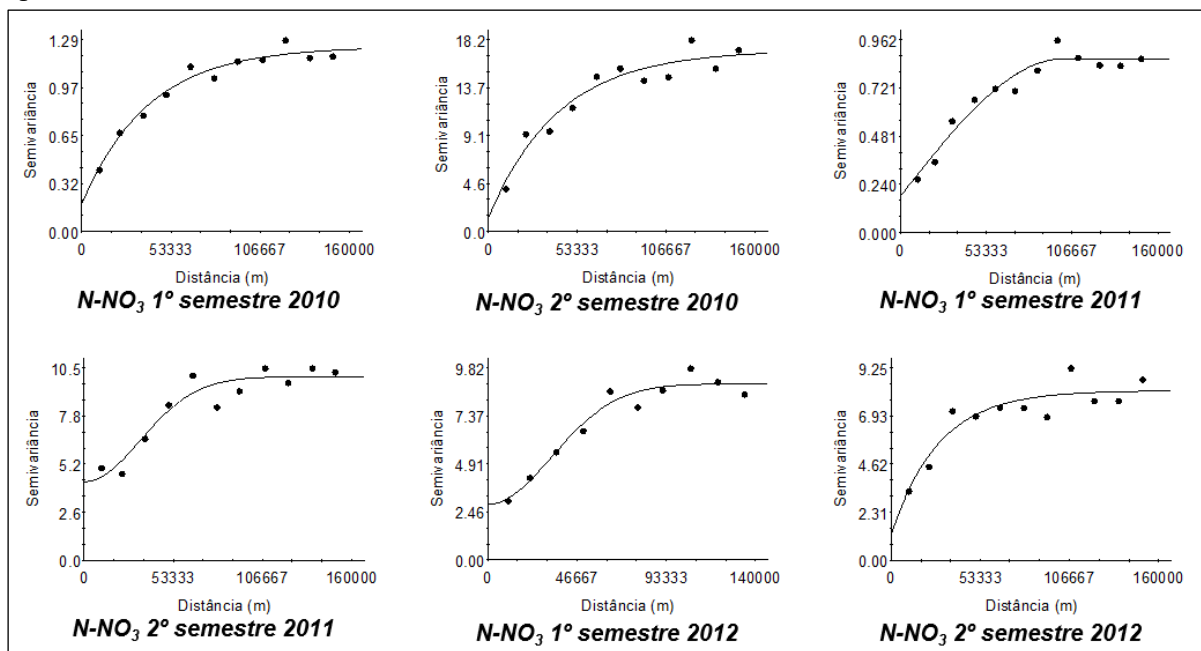 1.29
0.97
0.65
0.32
0.00
Semivariância
0 53333 106667 160000
Distância (m)
N-NO3 1º semestre 2010
18.2
13.7
9.1
4.6
0.0
Semivariância
0 53333 106667 160000
Distância (m)
N-NO3 2º semestre 2010
0.962
0.721
0.481
0.240
0.000
Semivariância
0 53333 106667 160000
Distância (m)
N-NO3 1º semestre 2011
10.5
7.8
5.2
2.6
0.0
Semivariância
0 53333 106667 160000
Distância (m)
N-NO3 2º semestre 2011
9.82
7.37
4.91
2.46
0.00
Semivariância
0 46667 93333 140000
Distância (m)
N-NO3 1º semestre 2012
9.25
6.93
4.62
2.31
0.00
Semivariância
0 53333 106667 160000
Distância (m)
N-NO3 2º semestre 2012